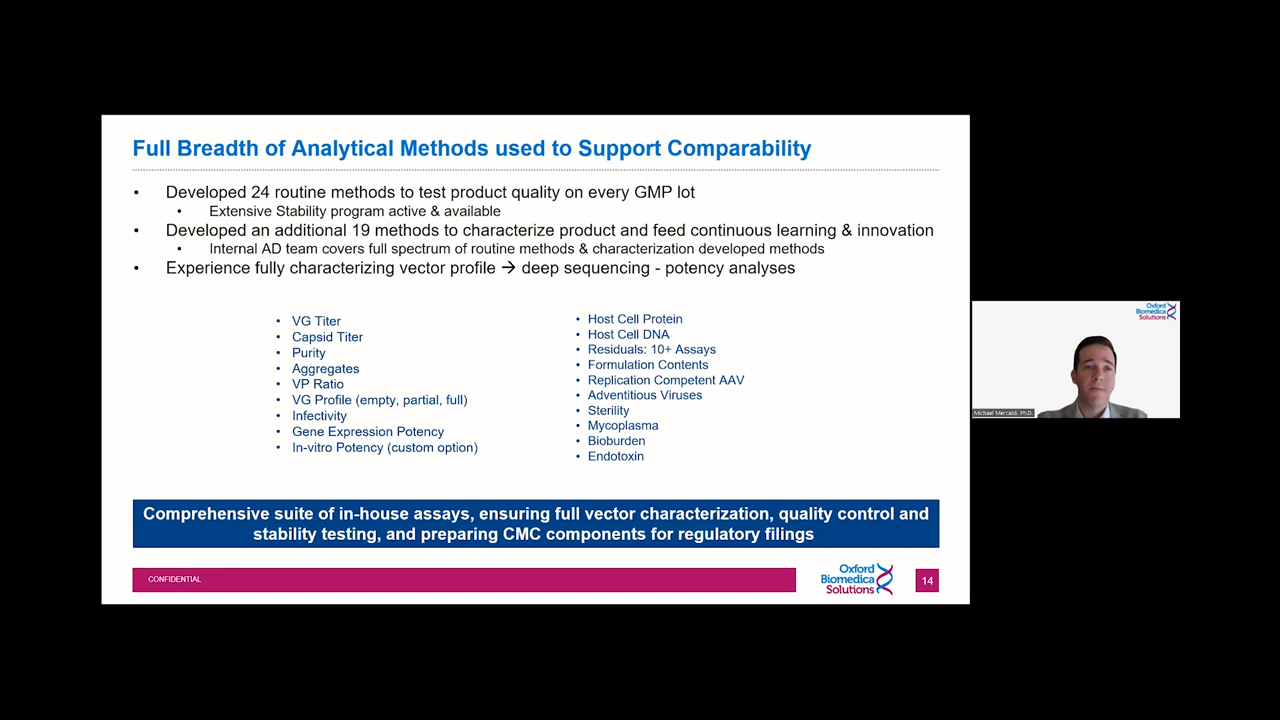 Full Breadth of Analytical Methods used to Support Comparability
• Developed 24 routine methods to test product quality on every GMP lot
• Extensive Stability program active & available
• Developed an additional 19 methods to characterize product and feed continuous learning & innovation
• Internal AD team covers full spectrum of routine methods & characterization developed methods
• Experience fully characterizing vector profile → deep sequencing - potency analyses
• VG Titer
• Capsid Titer
• Purity
• Aggregates
• VP Ratio
• VG Profile (empty, partial, full)
• Infectivity
• Gene Expression Potency
• In-vitro Potency (custom option)
• Host Cell Protein
• Host Cell DNA
• Residuals: 10+ Assays
• Formulation Contents
• Replication Competent AAV
• Adventitious Viruses
• Sterility
• Mycoplasma
• Bioburden
• Endotoxin
Comprehensive suite of in-house assays, ensuring full vector characterization, quality control and
stability testing, and preparing CMC components for regulatory filings
CONFIDENTIAL
Oxford
Biomedica
Solutions
14
Oxford
Biomedica
Solutions
Michael Mercaldi, Ph.D.